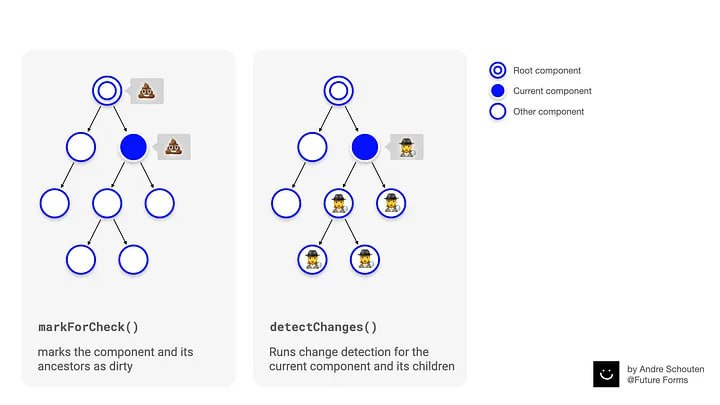 Root component
Current component
Other component
markForCheck()
marks the component and its
ancestors as dirty
detectChanges()
Runs change detection for the
current component and its children
by Andre Schouten
@Future Forms